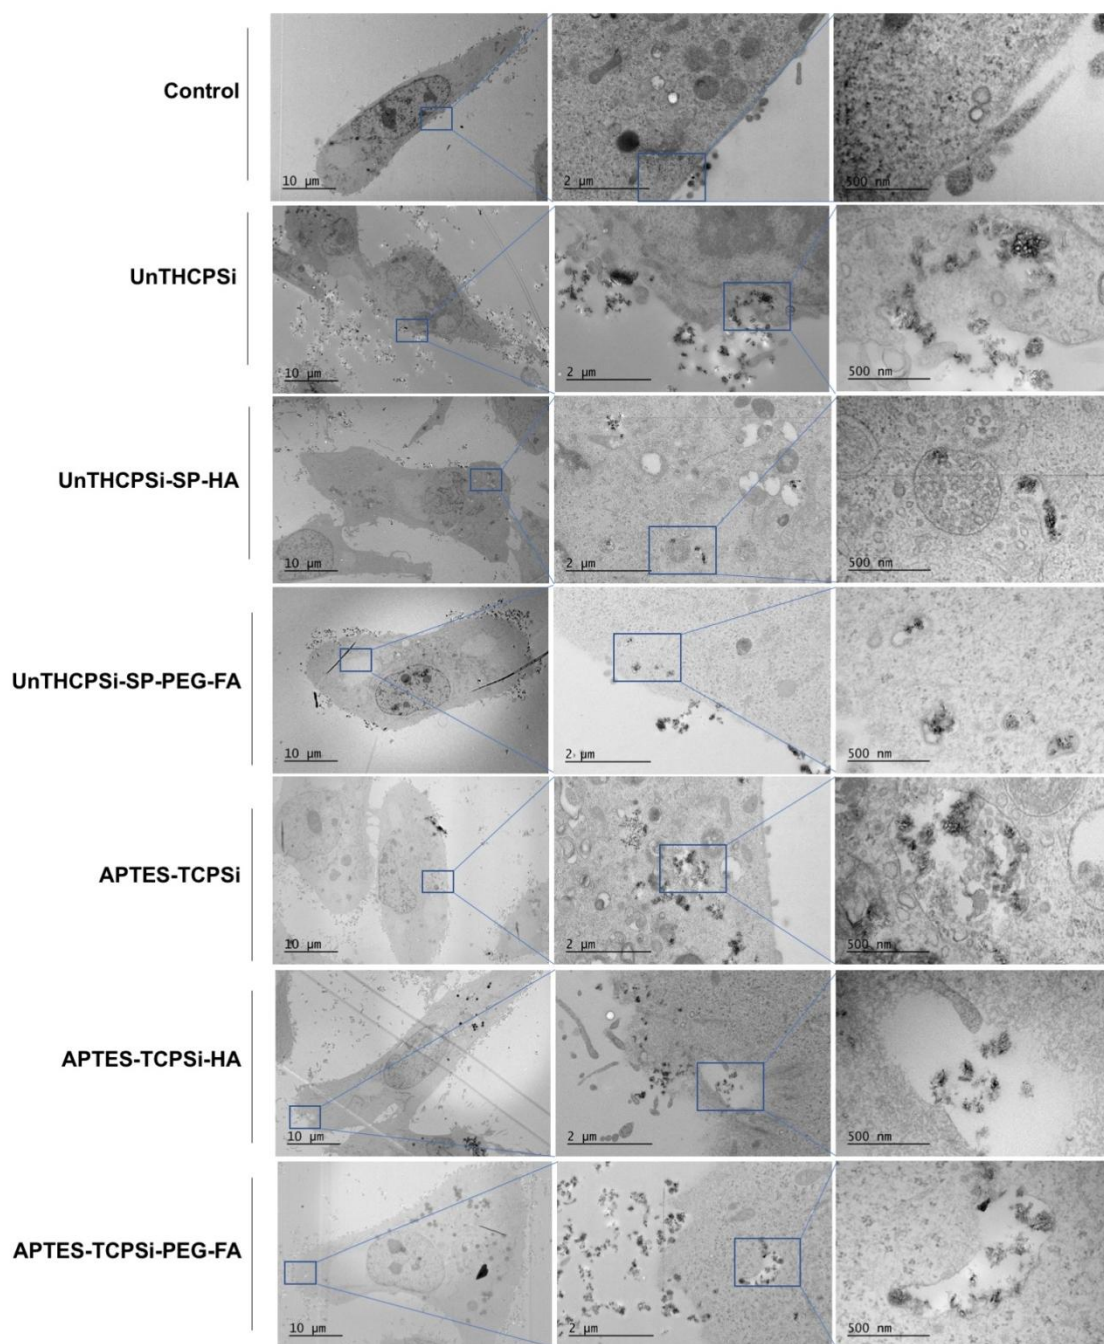 Control
10 µm
2 µm
500 nm
UnTHCPSi
10 µm
2 µm
500 nm
UnTHCPSi-SP-HA
10 µm
2 µm
500 nm
UnTHCPSi-SP-PEG-FA
10 µm
2 µm
500 nm
APTES-TCPSi
10 µm
2 µm
500 nm
APTES-TCPSi-HA
10 µm
2 µm
500 nm
APTES-TCPSi-PEG-FA
10 µm
2 µm
500 nm